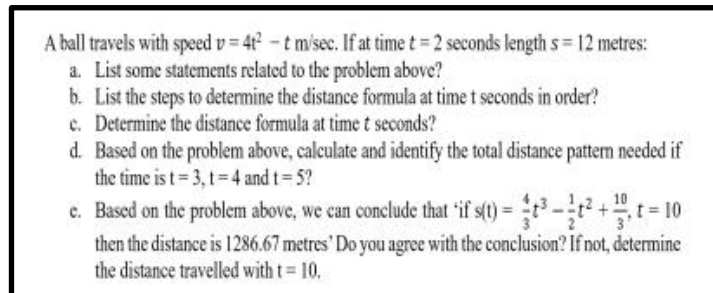 A ball travels with speed v = 4t² – t m/sec. If at time t = 2 seconds length s = 12 metres:
a. List some statements related to the problem above?
b. List the steps to determine the distance formula at time t seconds in order?
c. Determine the distance formula at time t seconds?
d. Based on the problem above, calculate and identify the total distance pattern needed if
the time is t = 3, t = 4 and t = 5?
e. Based on the problem above, we can conclude that ‘if s(t) = 4/3 t³ – 1/2 t² + 10/3, t = 10
then the distance is 1286.67 metres’ Do you agree with the conclusion? If not, determine
the distance travelled with t = 10.